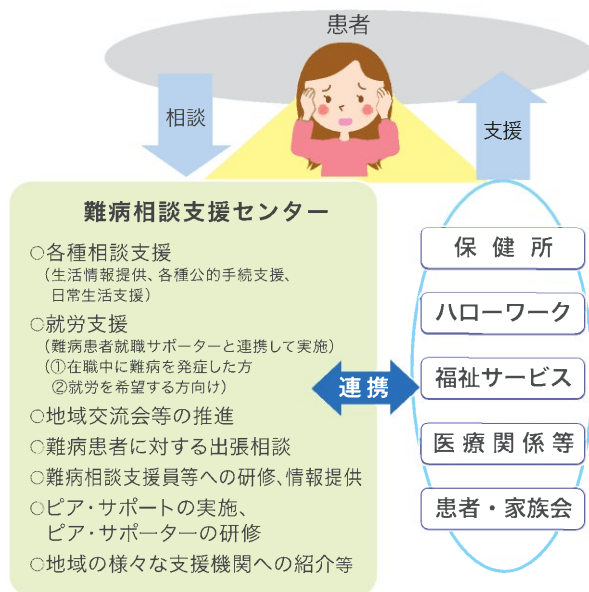 患者
相談
支援
難病相談支援センター
○各種相談支援
(生活情報提供、各種公的手続支援、
日常生活支援)
○就労支援
(難病患者就職サポーターと連携して実施)
(①在職中に難病を発症した方
②就労を希望する方向け)
○地域交流会等の推進
○難病患者に対する出張相談
○難病相談支援員等への研修、情報提供
○ピア・サポートの実施、
ピア・サポーターの研修
○地域の様々な支援機関への紹介等
連携
保健所
ハローワーク
福祉サービス
医療関係等
患者・家族会